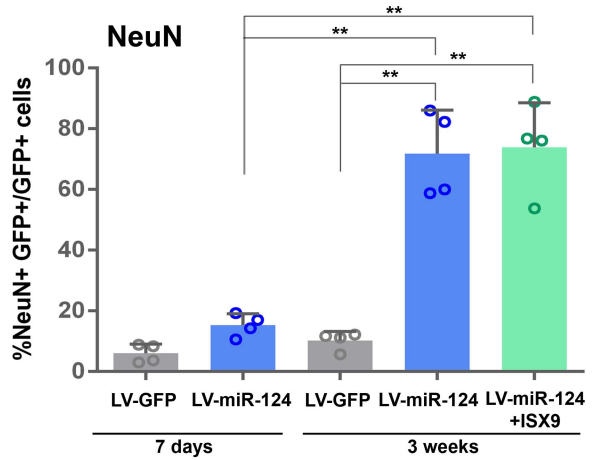 NeuN
**
**
**
**
%NeuN+ GFP+/GFP+ cells
100
80
60
40
20
0
LV-GFP LV-miR-124 LV-GFP LV-miR-124 LV-miR-124
+ISX9
7 days 3 weeks